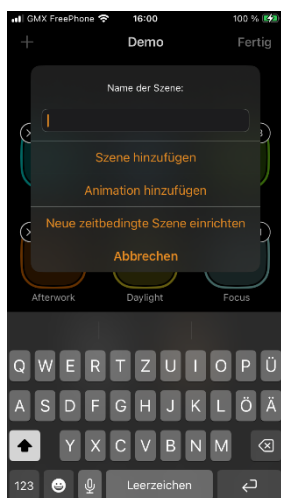 GMX FreePhone 16:00 100 %
+ Demo Fertig
Name der Szene:
Szene hinzufügen
Animation hinzufügen
Neue zeitbedingte Szene einrichten
Abbrechen
Afterwork Daylight Focus
Q W E R T Z U I O P Ü
A S D F G H J K L Ö Ä
Y X C V B N M
123 Leerzeichen